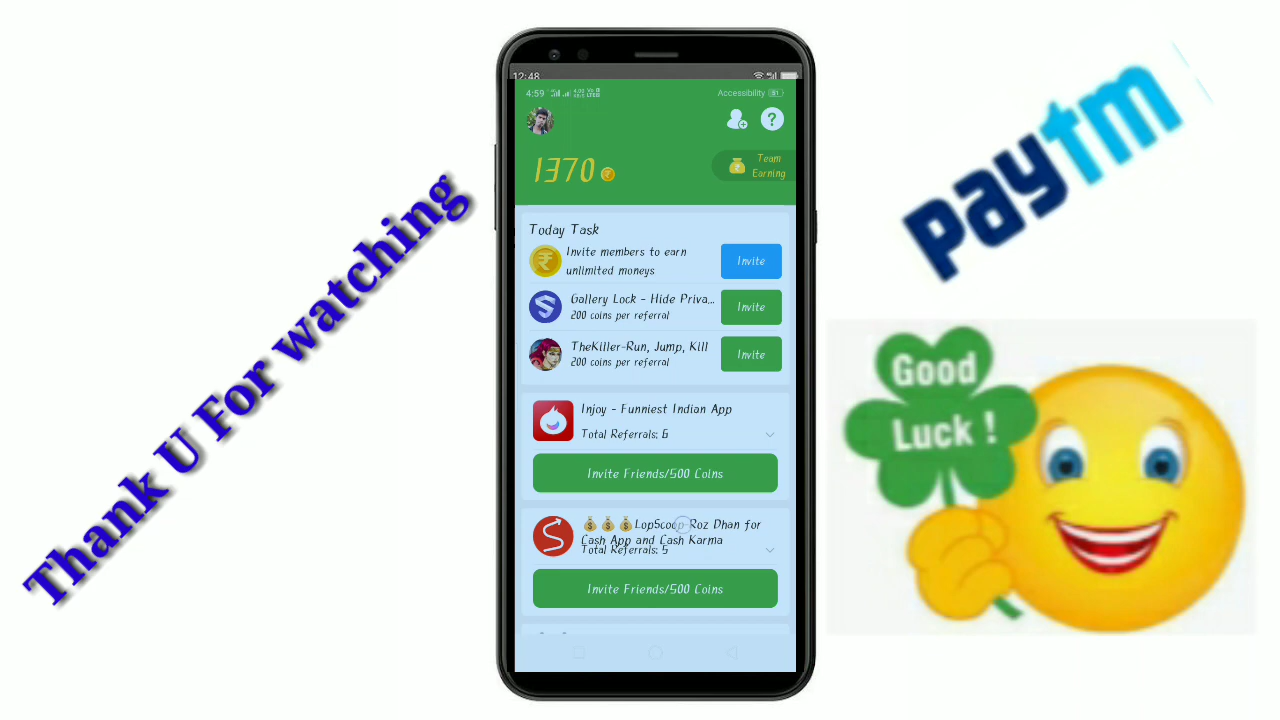 Thank U For watching
12:48
4:59
Accessibility
1370
Team
Earning
Today Task
Invite members to earn
unlimited moneys
Invite
Gallery Lock - Hide Priva...
200 coins per referral
Invite
TheKiller-Run, Jump, Kill
200 coins per referral
Invite
Injoy - Funniest Indian App
Total Referrals: 6
Invite Friends/500 Coins
💰💰💰LopScoop-Roz Dhan for
Cash App and Cash Karma
Total Referrals: 5
Invite Friends/500 Coins
paytm
Good
Luck !